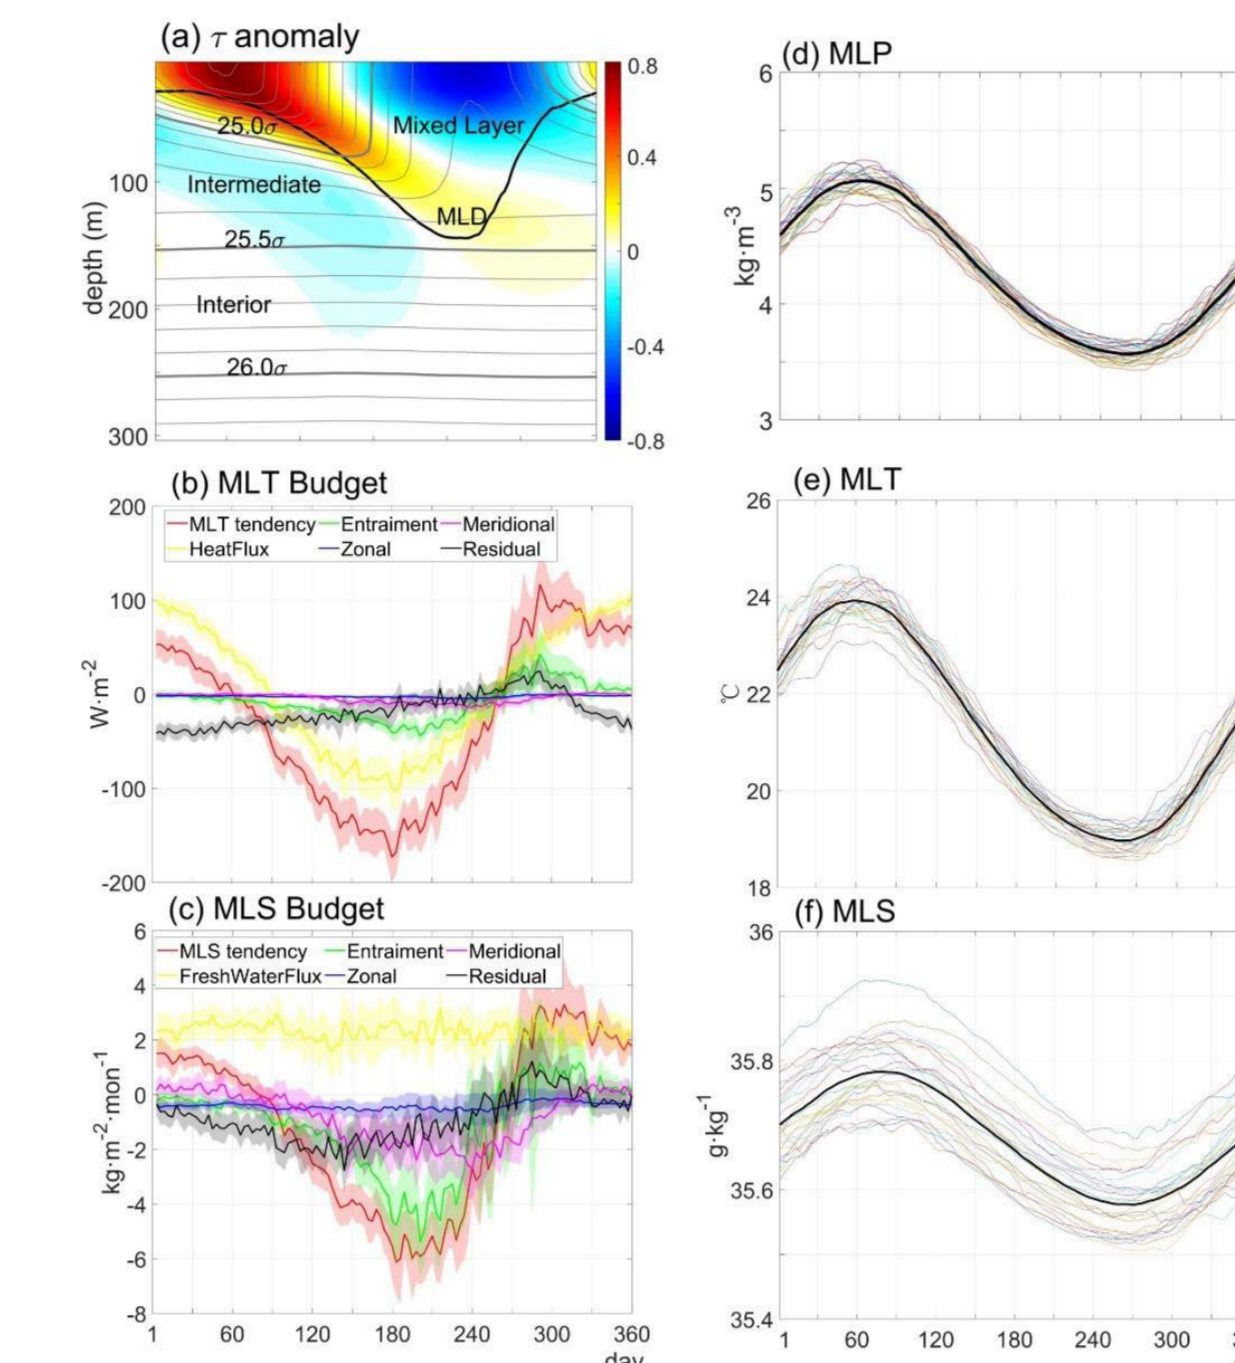 (a) τ anomaly
0.8
0.4
0
-0.4
-0.8
25.0σ
Mixed Layer
Intermediate
MLD
25.5σ
Interior
26.0σ
100
200
300
depth (m)
(b) MLT Budget
MLT tendency
Entraiment
Meridional
HeatFlux
Zonal
Residual
200
100
0
-100
-200
W·m-2
(c) MLS Budget
MLS tendency
Entraiment
Meridional
FreshWaterFlux
Zonal
Residual
6
4
2
0
-2
-4
-6
-8
kg·m-2·mon-1
1 60 120 180 240 300 360
day
(d) MLP
6
5
4
3
kg·m-3
(e) MLT
26
24
22
20
18
℃
(f) MLS
36
35.8
35.6
35.4
g·kg-1
1 60 120 180 240 300